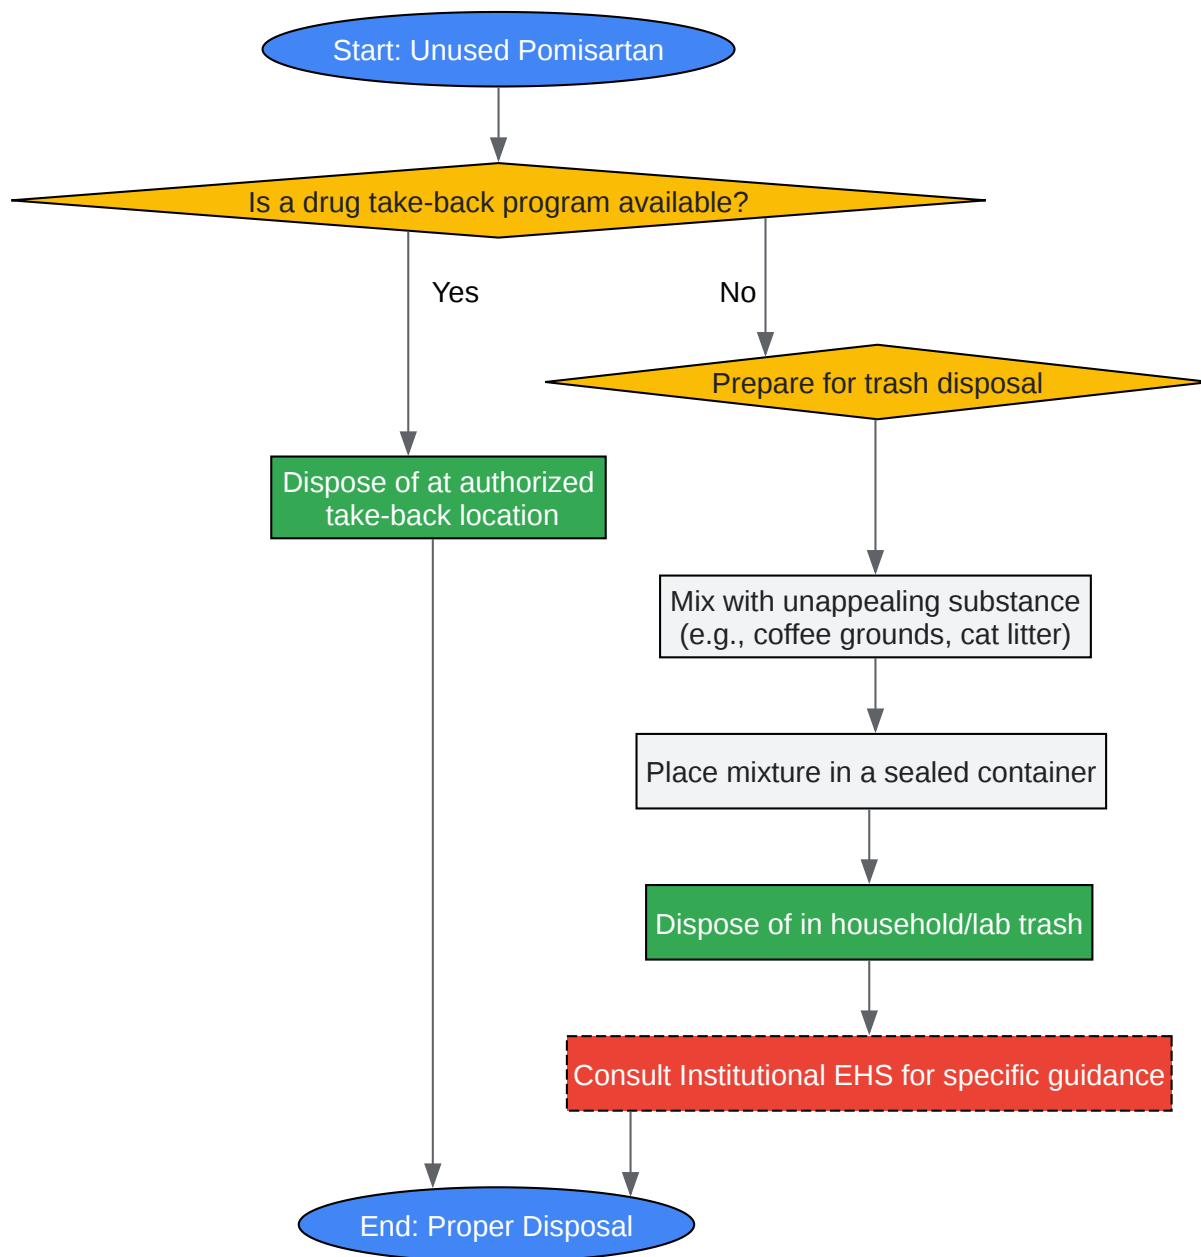 Start: Unused Pomisartan
Is a drug take-back program available?
Yes
No
Prepare for trash disposal
Dispose of at authorized
take-back location
Mix with unappealing substance
(e.g., coffee grounds, cat litter)
Place mixture in a sealed container
Dispose of in household/lab trash
Consult Institutional EHS for specific guidance
End: Proper Disposal